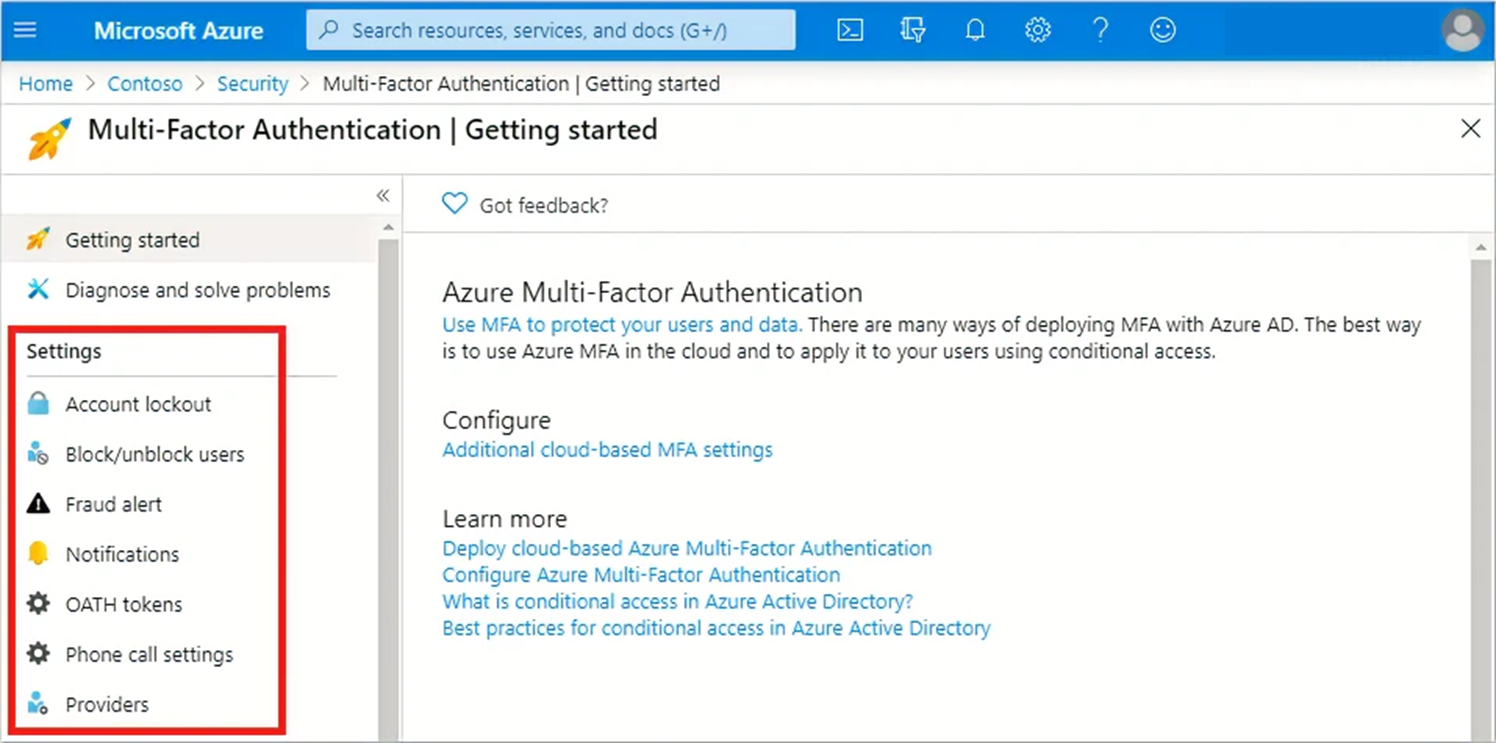 Microsoft Azure
Search resources, services, and docs (G+/)
Home > Contoso > Security > Multi-Factor Authentication | Getting started
Multi-Factor Authentication | Getting started
Got feedback?
Getting started
Diagnose and solve problems
Settings
Account lockout
Block/unblock users
Fraud alert
Notifications
OATH tokens
Phone call settings
Providers
Azure Multi-Factor Authentication
Use MFA to protect your users and data. There are many ways of deploying MFA with Azure AD. The best way
is to use Azure MFA in the cloud and to apply it to your users using conditional access.
Configure
Additional cloud-based MFA settings
Learn more
Deploy cloud-based Azure Multi-Factor Authentication
Configure Azure Multi-Factor Authentication
What is conditional access in Azure Active Directory?
Best practices for conditional access in Azure Active Directory